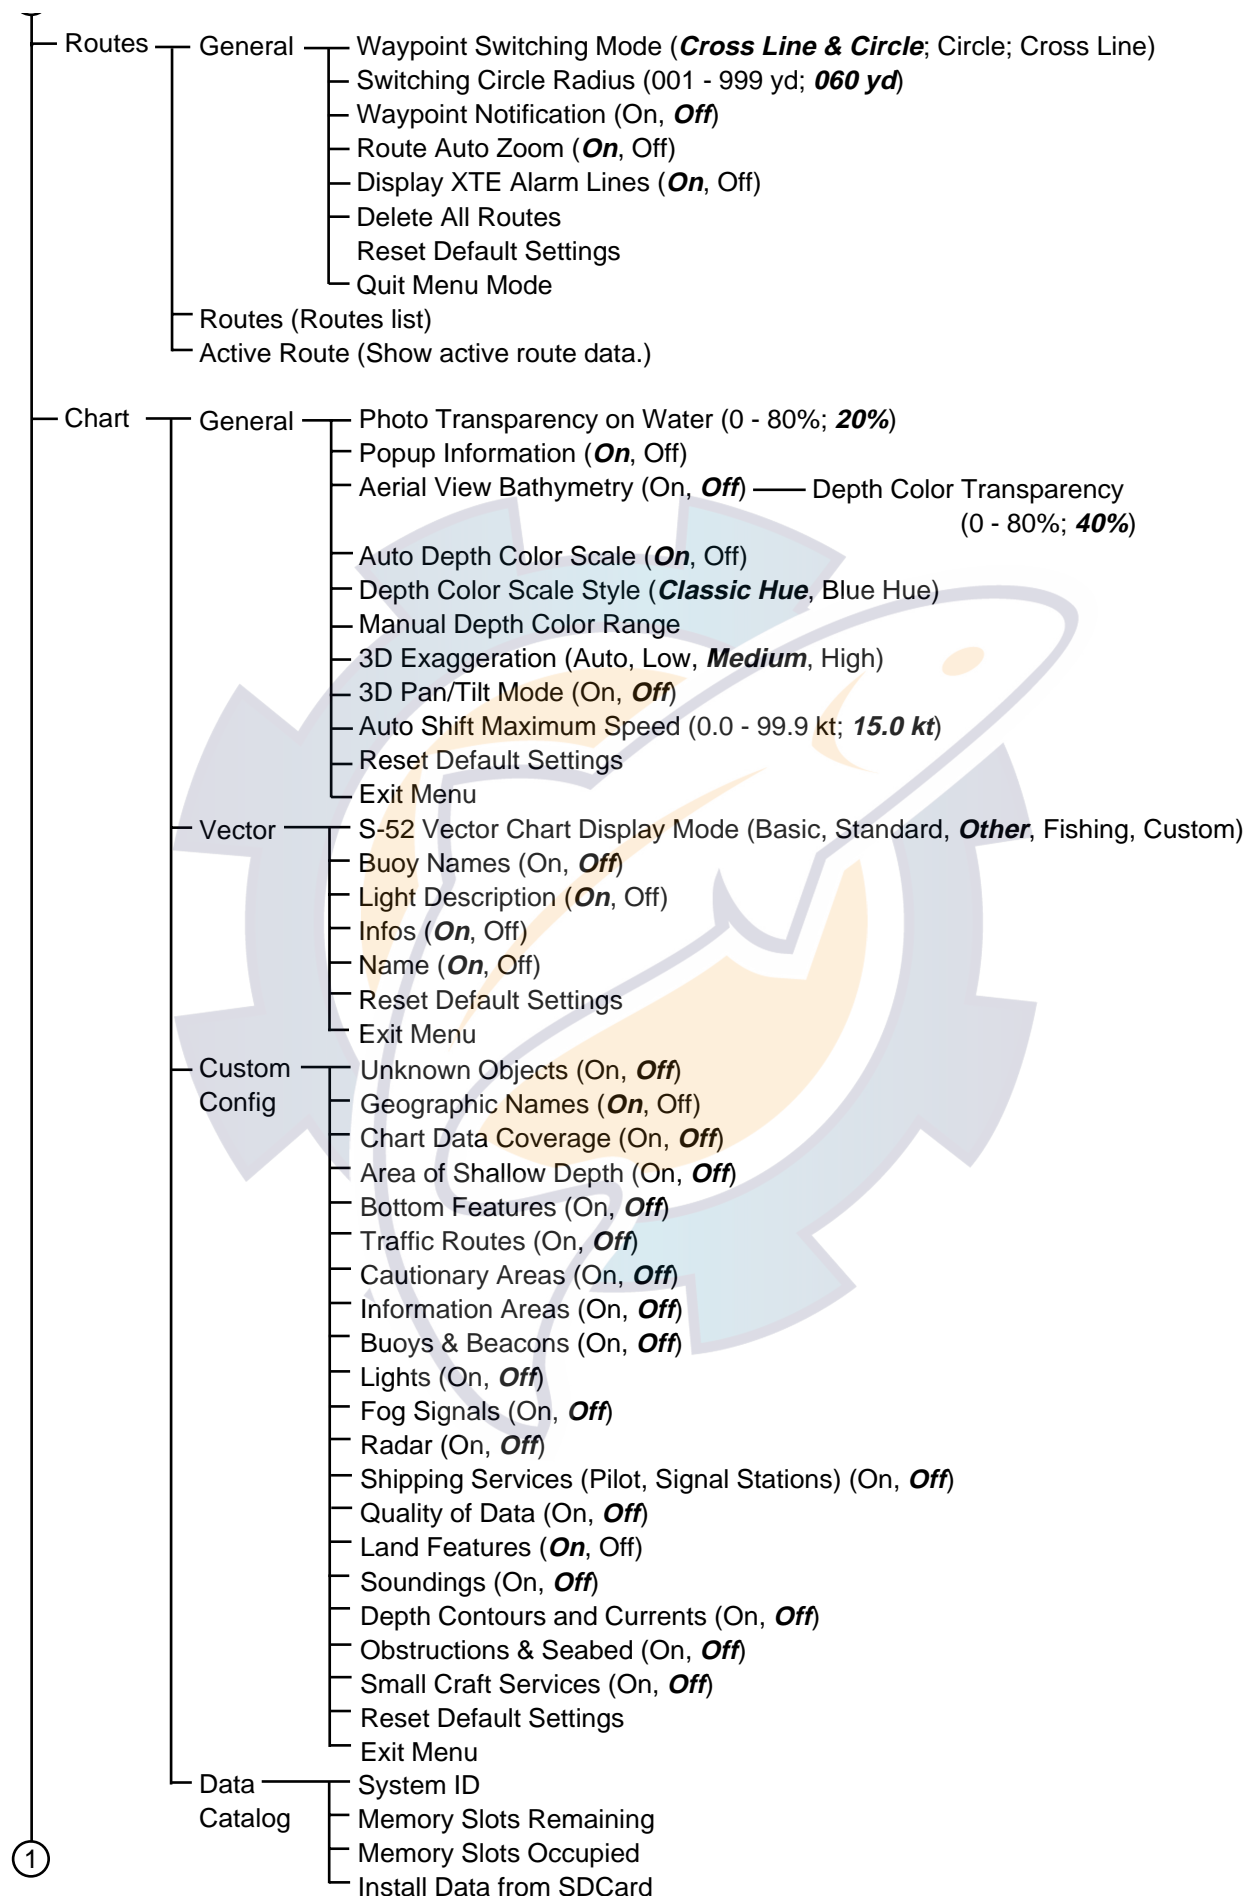 Routes General Waypoint Switching Mode (Cross Line & Circle; Circle; Cross Line)
Switching Circle Radius (001 - 999 yd; 060 yd)
Waypoint Notification (On, Off)
Route Auto Zoom (On, Off)
Display XTE Alarm Lines (On, Off)
Delete All Routes
Reset Default Settings
Quit Menu Mode
Routes (Routes list)
Active Route (Show active route data.)
Chart General Photo Transparency on Water (0 - 80%; 20%)
Popup Information (On, Off)
Aerial View Bathymetry (On, Off) Depth Color Transparency
(0 - 80%; 40%)
Auto Depth Color Scale (On, Off)
Depth Color Scale Style (Classic Hue, Blue Hue)
Manual Depth Color Range
3D Exaggeration (Auto, Low, Medium, High)
3D Pan/Tilt Mode (On, Off)
Auto Shift Maximum Speed (0.0 - 99.9 kt; 15.0 kt)
Reset Default Settings
Exit Menu
Vector S-52 Vector Chart Display Mode (Basic, Standard, Other, Fishing, Custom)
Buoy Names (On, Off)
Light Description (On, Off)
Infos (On, Off)
Name (On, Off)
Reset Default Settings
Exit Menu
Custom Unknown Objects (On, Off)
Config Geographic Names (On, Off)
Chart Data Coverage (On, Off)
Area of Shallow Depth (On, Off)
Bottom Features (On, Off)
Traffic Routes (On, Off)
Cautionary Areas (On, Off)
Information Areas (On, Off)
Buoys & Beacons (On, Off)
Lights (On, Off)
Fog Signals (On, Off)
Radar (On, Off)
Shipping Services (Pilot, Signal Stations) (On, Off)
Quality of Data (On, Off)
Land Features (On, Off)
Soundings (On, Off)
Depth Contours and Currents (On, Off)
Obstructions & Seabed (On, Off)
Small Craft Services (On, Off)
Reset Default Settings
Exit Menu
Data System ID
Catalog Memory Slots Remaining
1 Memory Slots Occupied
Install Data from SDCard